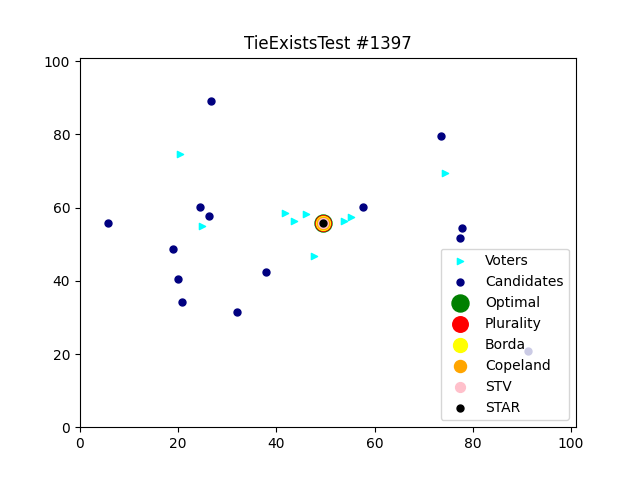 TieExistsTest #1397
100
80
60
40
20
0
0 20 40 60 80 100
Voters
Candidates
Optimal
Plurality
Borda
Copeland
STV
STAR